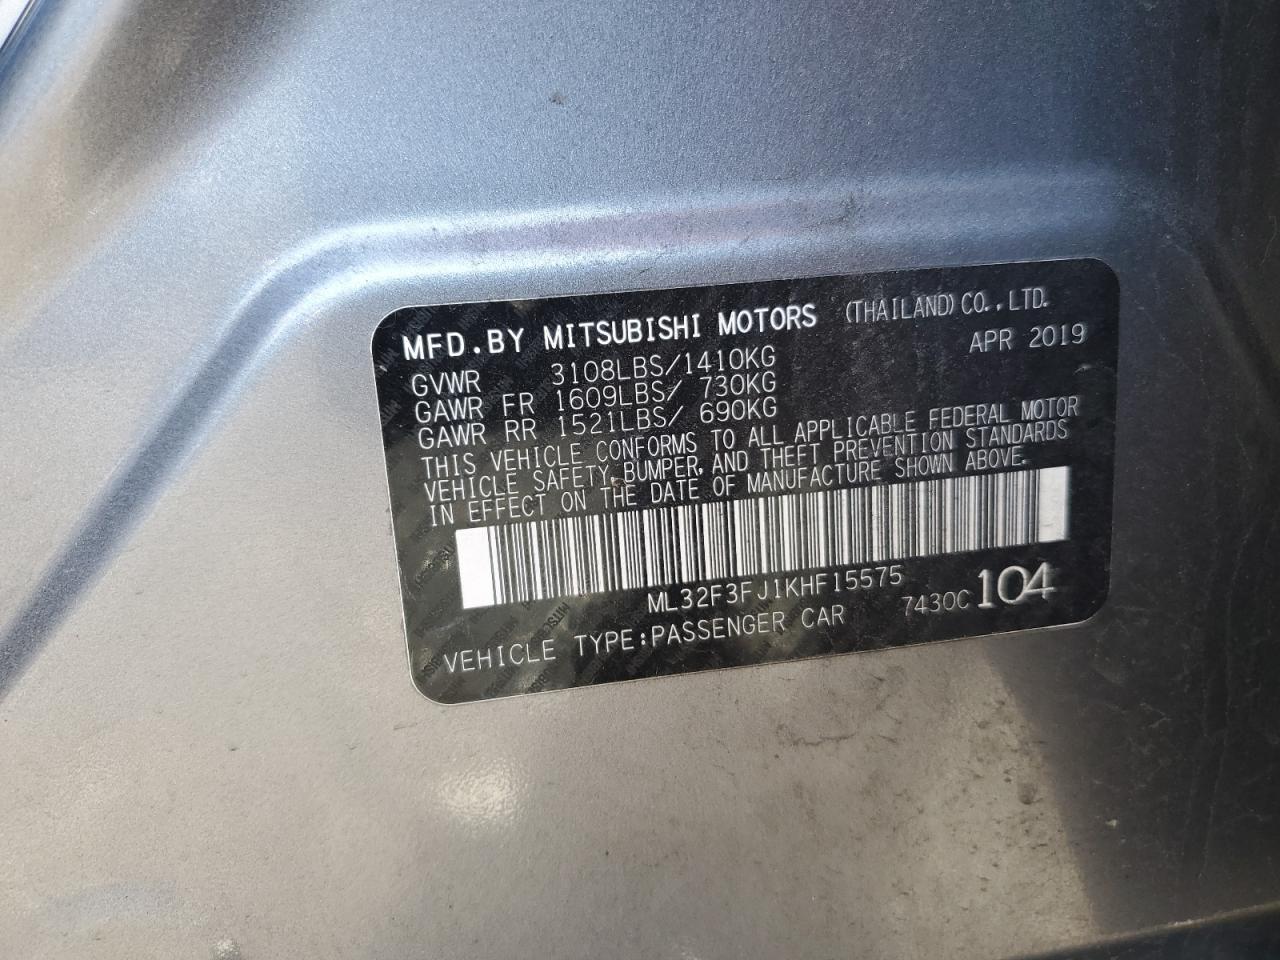 MFD.BY MITSUBISHI MOTORS (THAILAND) CO.,LTD.
APR 2019
GVWR 3108LBS/1410KG
GAWR FR 1609LBS/ 730KG
GAWR RR 1521LBS/ 690KG
THIS VEHICLE CONFORMS TO ALL APPLICABLE FEDERAL MOTOR
VEHICLE SAFETY, BUMPER, AND THEFT PREVENTION STANDARDS
IN EFFECT ON THE DATE OF MANUFACTURE SHOWN ABOVE.
ML32F3FJ1KHF15575
VEHICLE TYPE:PASSENGER CAR 7430C 104